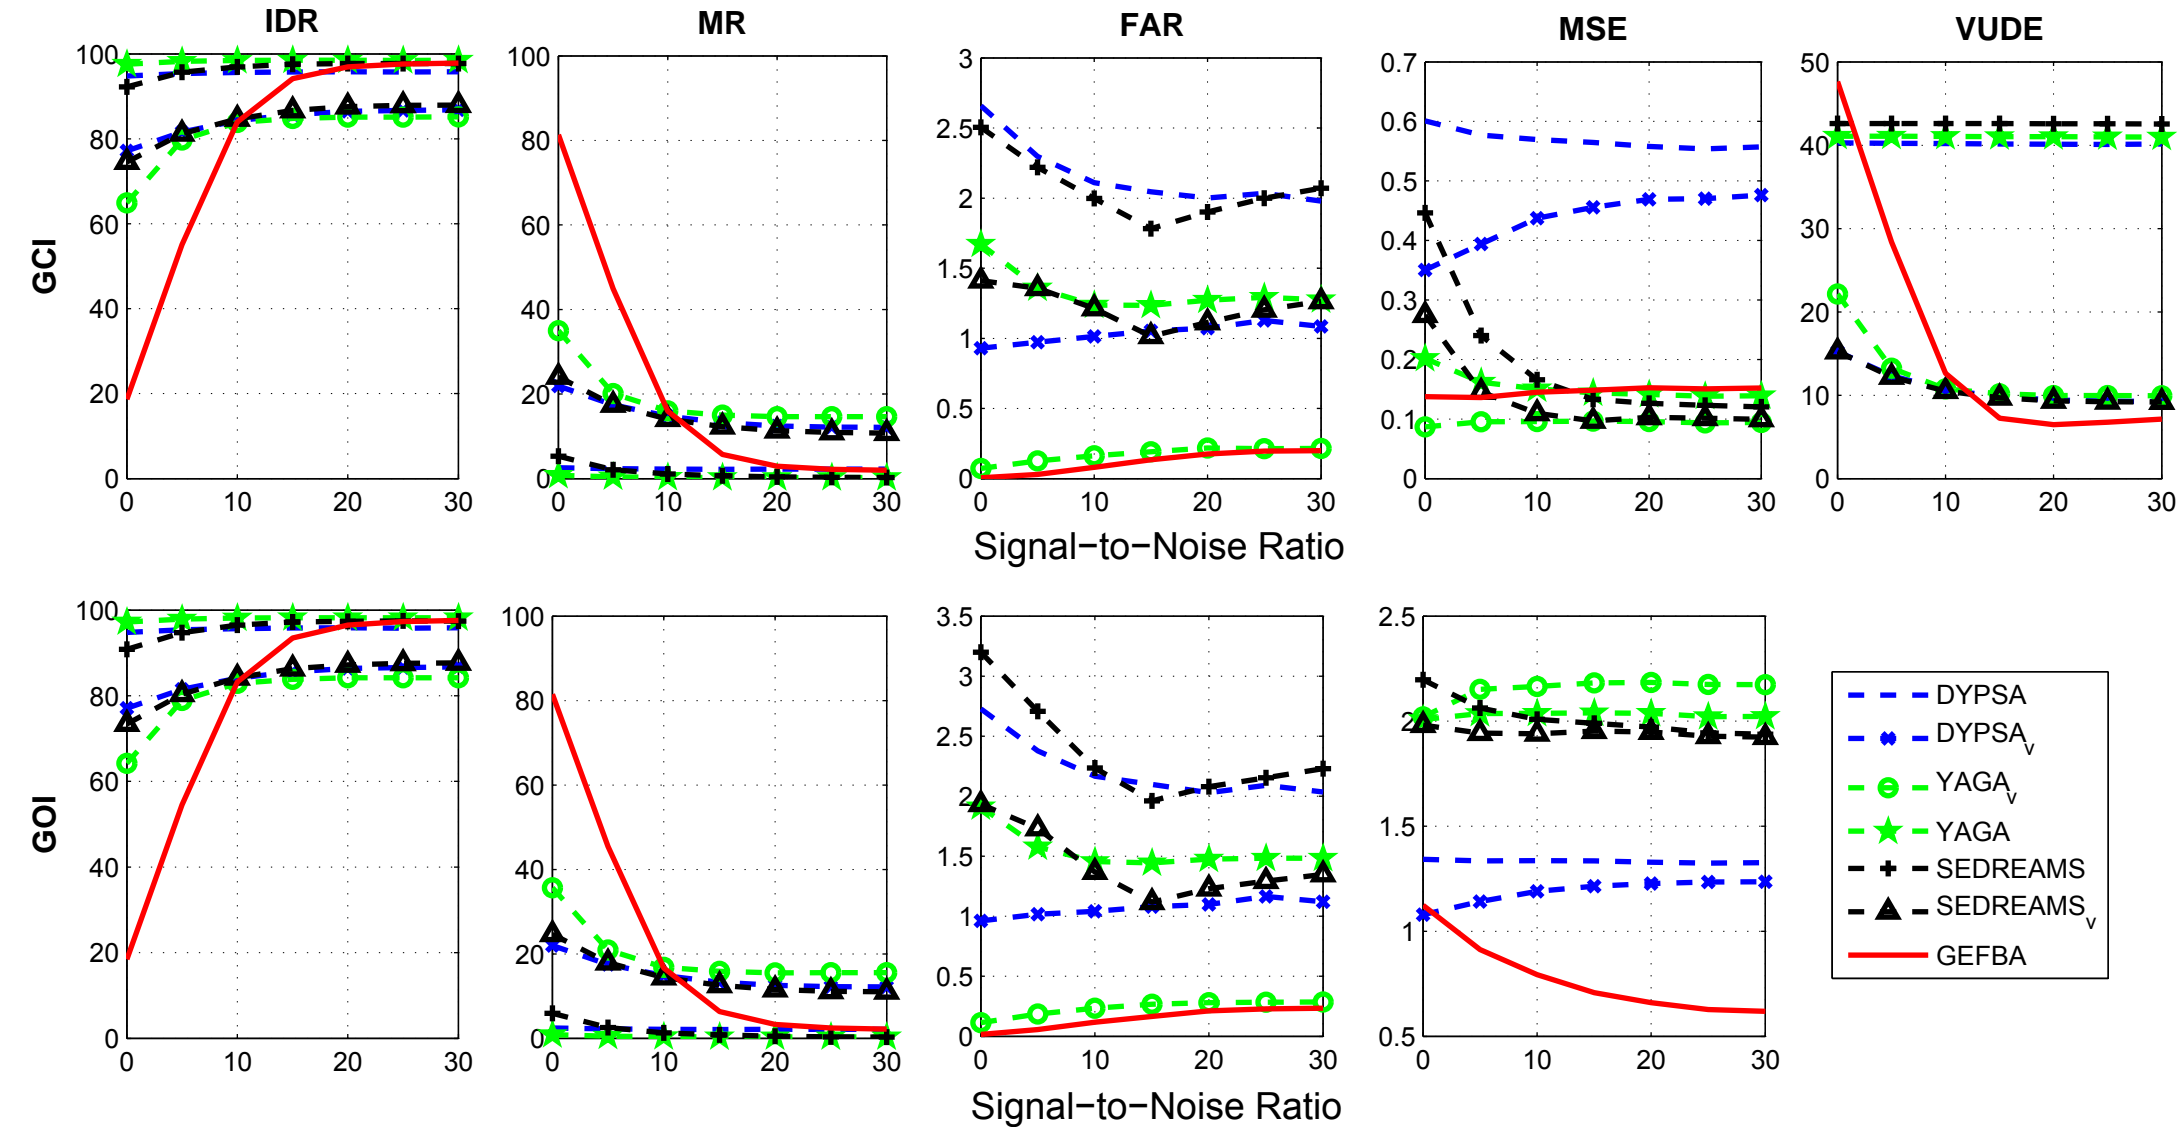 IDR
MR
FAR
MSE
VUDE
GCI
100
80
60
40
20
0
0 10 20 30
100
80
60
40
20
0
0 10 20 30
3
2.5
2
1.5
1
0.5
0
0 10 20 30
0.7
0.6
0.5
0.4
0.3
0.2
0.1
0
0 10 20 30
50
40
30
20
10
0
0 10 20 30
Signal−to−Noise Ratio
GOI
100
80
60
40
20
0
0 10 20 30
100
80
60
40
20
0
0 10 20 30
3.5
3
2.5
2
1.5
1
0.5
0
0 10 20 30
2.5
2
1.5
1
0.5
0 10 20 30
Signal−to−Noise Ratio
DYPSA
DYPSAv
YAGAv
YAGA
SEDREAMS
SEDREAMSv
GEFBA